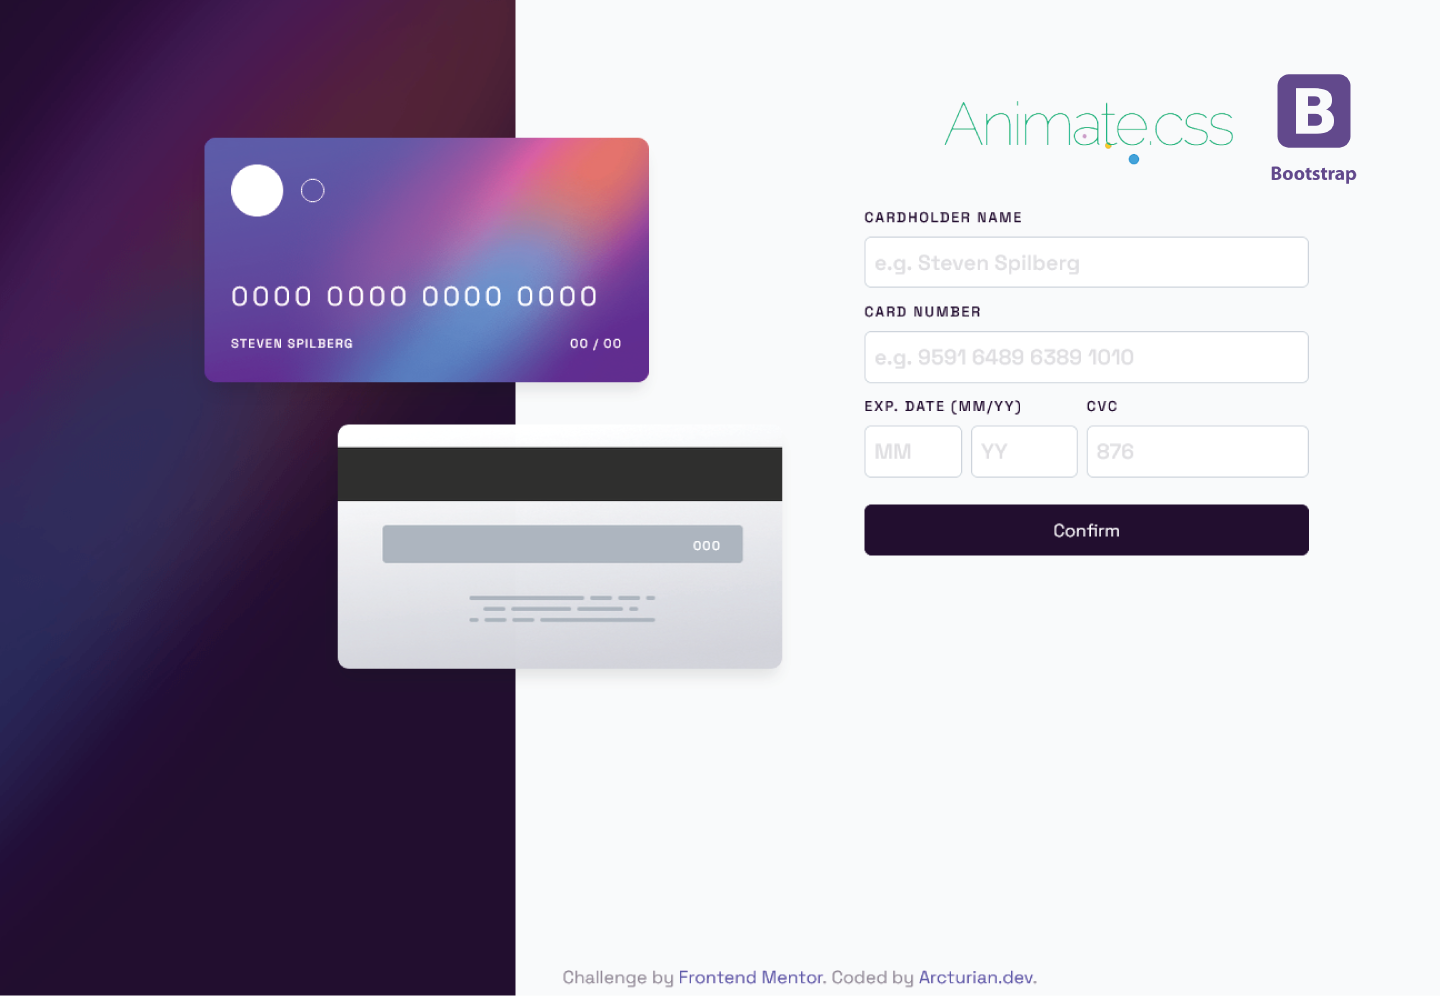 Animate.css
B
Bootstrap
0000 0000 0000 0000
STEVEN SPILBERG
00 / 00
000
CARDHOLDER NAME
e.g. Steven Spilberg
CARD NUMBER
e.g. 9591 6489 6389 1010
EXP. DATE (MM/YY)
CVC
MM
YY
876
Confirm
Challenge by Frontend Mentor. Coded by Arcturian.dev.